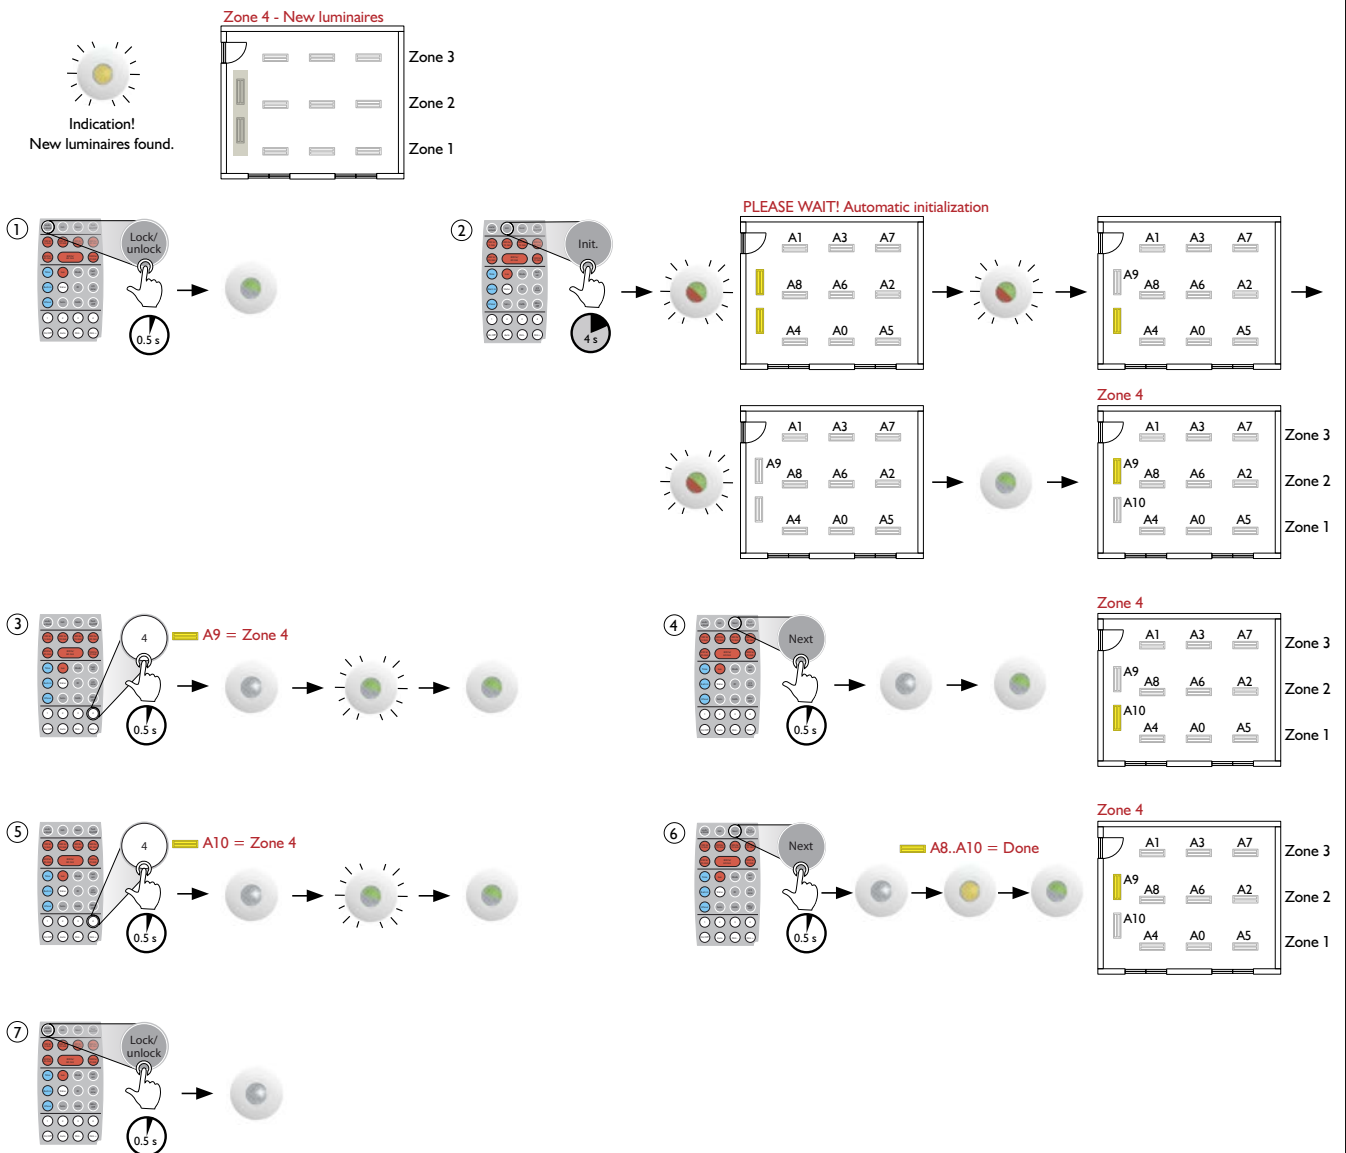 Zone 4 - New luminaires
Zone 3
Zone 2
Zone 1
Indication!
New luminaires found.
1
Lock/
unlock
0.5 s
2
Init.
4 s
PLEASE WAIT! Automatic initialization
A1 A3 A7
A8 A6 A2
A4 A0 A5
A1 A3 A7
A9
A8 A6 A2
A4 A0 A5
A1 A3 A7
A9
A8 A6 A2
A4 A0 A5
Zone 4
A1 A3 A7 Zone 3
A9
A8 A6 A2 Zone 2
A10
A4 A0 A5 Zone 1
3
4
A9 = Zone 4
0.5 s
4
Next
0.5 s
Zone 4
A1 A3 A7 Zone 3
A9
A8 A6 A2 Zone 2
A10
A4 A0 A5 Zone 1
5
4
A10 = Zone 4
0.5 s
6
Next
0.5 s
A8..A10 = Done
Zone 4
A1 A3 A7 Zone 3
A9
A8 A6 A2 Zone 2
A10
A4 A0 A5 Zone 1
7
Lock/
unlock
0.5 s